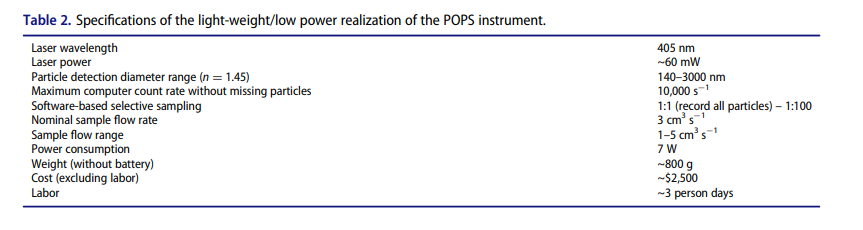 Table 2. Specifications of the light-weight/low power realization of the POPS instrument.
Laser wavelength 405 nm
Laser power ~60 mW
Particle detection diameter range (n = 1.45) 140–3000 nm
Maximum computer count rate without missing particles 10,000 s⁻¹
Software-based selective sampling 1:1 (record all particles) – 1:100
Nominal sample flow rate 3 cm³ s⁻¹
Sample flow range 1–5 cm³ s⁻¹
Power consumption 7 W
Weight (without battery) ~800 g
Cost (excluding labor) ~$2,500
Labor ~3 person days